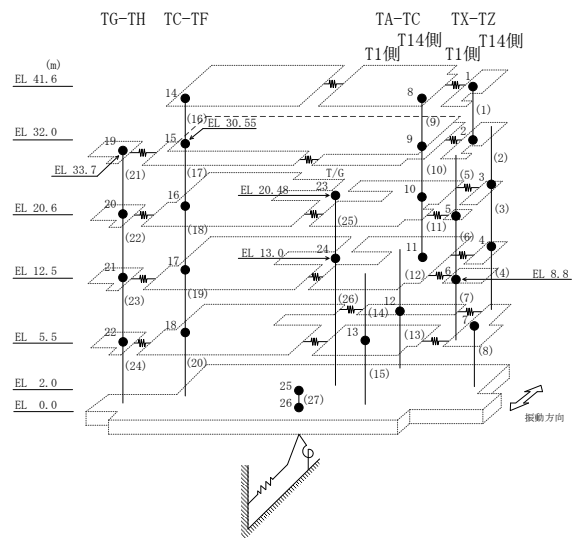 TG-TH TC-TF TA-TC TX-TZ
T14側 T14側
T1側 T1側
(m)
EL 41.6
14 8 1
(16) (9) (1)
EL 32.0
EL 30.55
19 15 9 2
EL 33.7
(21) (17) (10) (2)
T/G
EL 20.48
23
EL 20.6
20 16 10 (5) 3
(22) (18) (25) (11) 5 (3)
EL 13.0
24 11 (6) 4
EL 12.5
21 17 (12) 6 (4)
EL 8.8
(23) (19) (26) 12 (14) (7)
EL 5.5
22 18 13 (13) 7
(24) (20) (15) (8)
EL 2.0
25
EL 0.0
26 (27)
振動方向